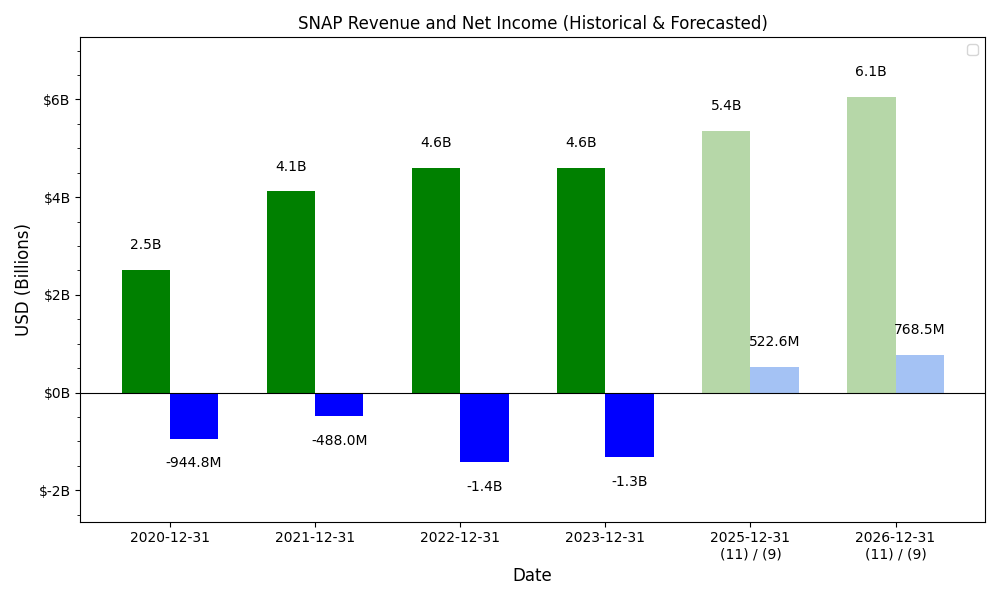 SNAP Revenue and Net Income (Historical & Forecasted)
USD (Billions)
$6B
$4B
$2B
$0B
$-2B
2.5B
-944.8M
4.1B
-488.0M
4.6B
-1.4B
4.6B
-1.3B
5.4B
522.6M
6.1B
768.5M
2020-12-31
2021-12-31
2022-12-31
2023-12-31
2025-12-31
(11) / (9)
2026-12-31
(11) / (9)
Date